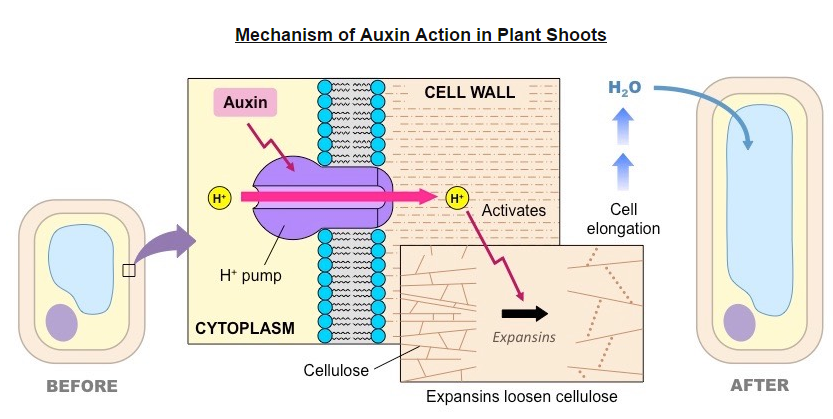 Mechanism of Auxin Action in Plant Shoots
Auxin
CELL WALL
H₂O
H⁺
H⁺
Activates
Cell
elongation
H⁺ pump
CYTOPLASM
Expansins
Cellulose
BEFORE
AFTER
Expansins loosen cellulose